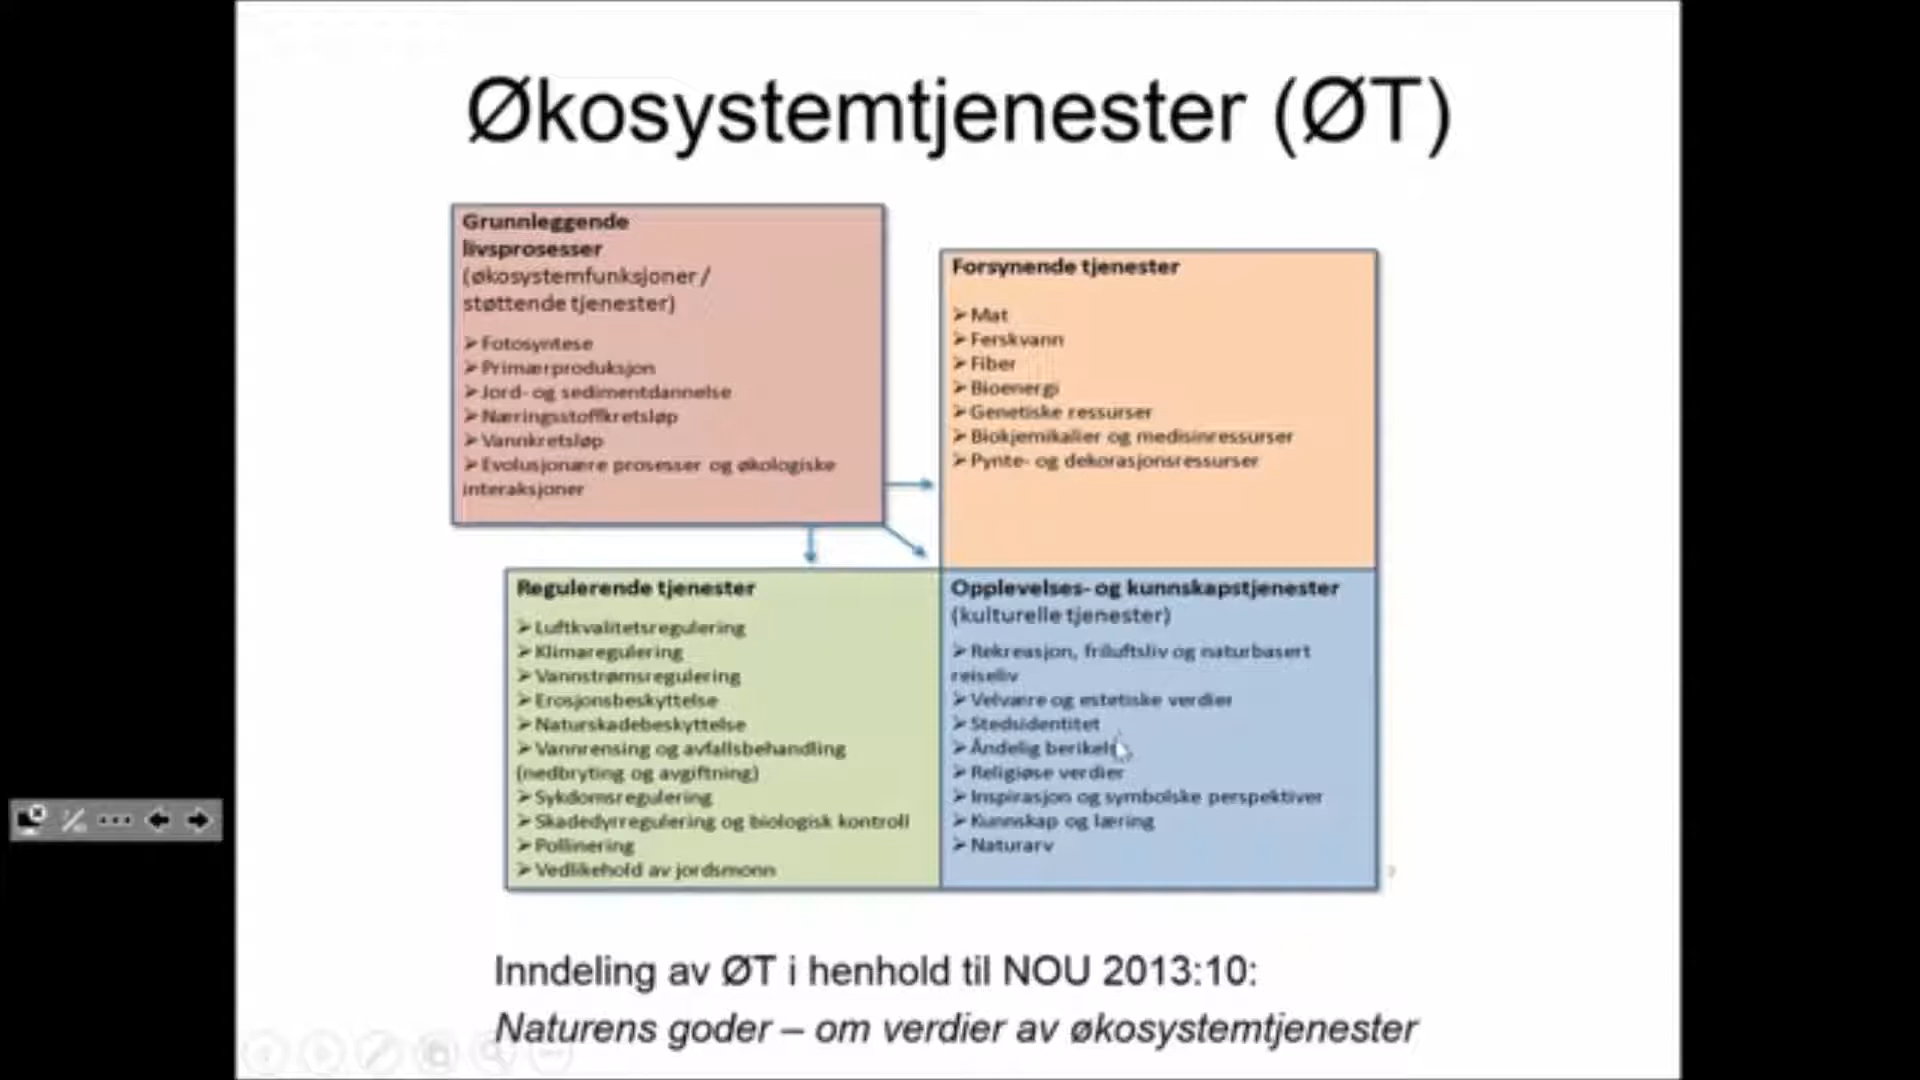 Økosystemtjenester (ØT)
Grunnleggende
livsprosesser
(økosystemfunksjoner /
støttende tjenester)
➢Fotosyntese
➢Primærproduksjon
➢Jord- og sedimentdannelse
➢Næringsstoffkretsløp
➢Vannkretsløp
➢Evolusjonære prosesser og økologiske
interaksjoner
Forsynende tjenester
➢Mat
➢Ferskvann
➢Fiber
➢Bioenergi
➢Genetiske ressurser
➢Biokjemikalier og medisinressurser
➢Pynte- og dekorasjonsressurser
Regulerende tjenester
➢Luftkvalitetsregulering
➢Klimaregulering
➢Vannstrømsregulering
➢Erosjonsbeskyttelse
➢Naturskadebeskyttelse
➢Vannrensing og avfallsbehandling
(nedbryting og avgiftning)
➢Sykdomsregulering
➢Skadedyrregulering og biologisk kontroll
➢Pollinering
➢Vedlikehold av jordsmonn
Opplevelses- og kunnskapstjenester
(kulturelle tjenester)
➢Rekreasjon, friluftsliv og naturbasert
reiseliv
➢Velvære og estetiske verdier
➢Stedsidentitet
➢Åndelig berikelse
➢Religiøse verdier
➢Inspirasjon og symbolske perspektiver
➢Kunnskap og læring
➢Naturarv
Inndeling av ØT i henhold til NOU 2013:10:
Naturens goder – om verdier av økosystemtjenester